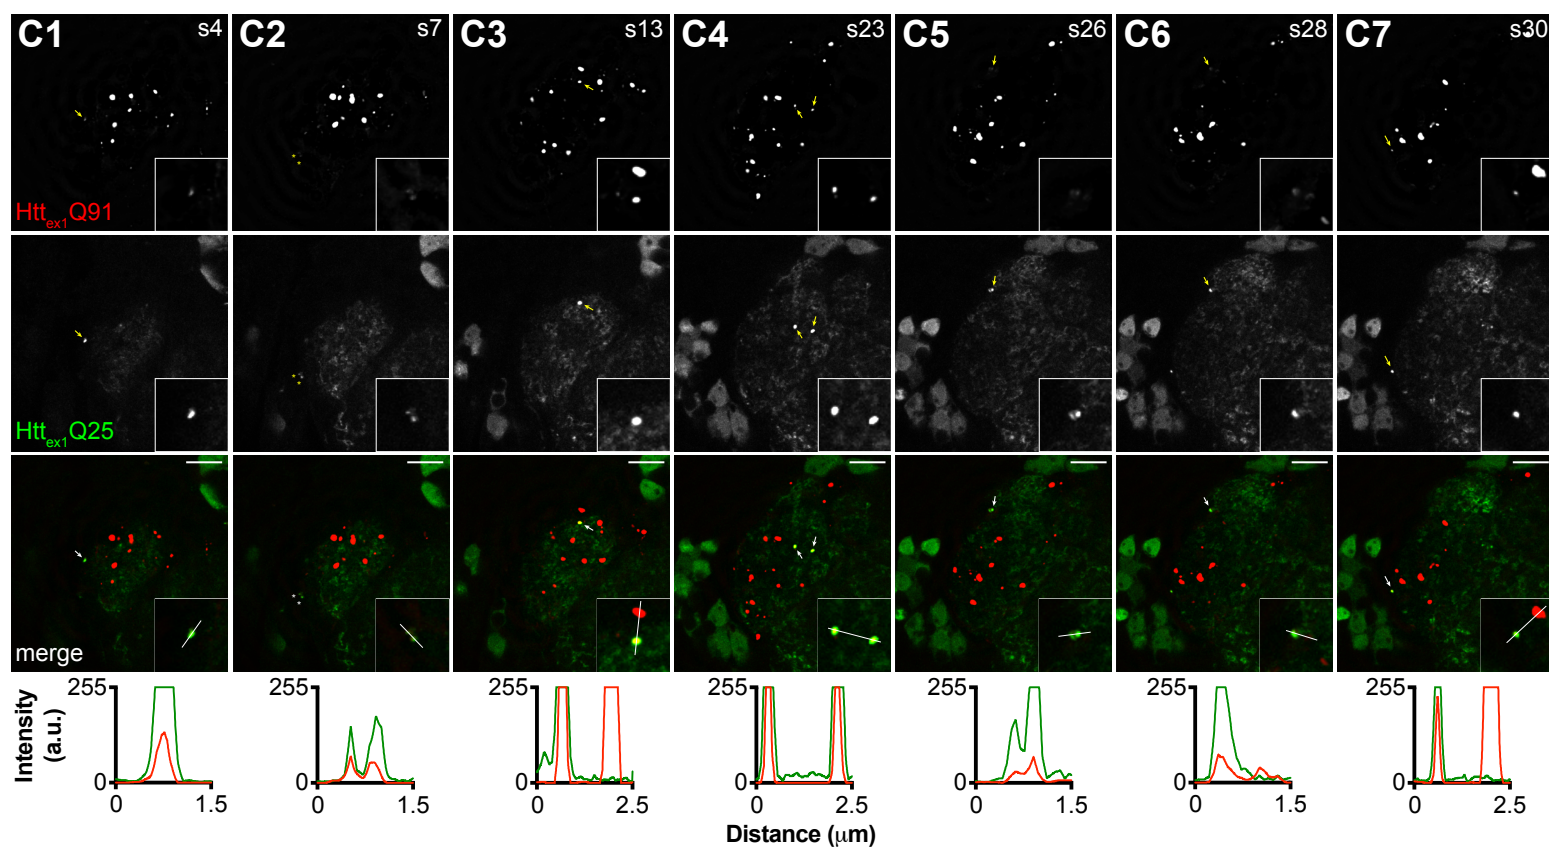 C1 s4 C2 s7 C3 s13 C4 s23 C5 s26 C6 s28 C7 s30
Httex1Q91
* *
Httex1Q25
* *
merge
* *
Intensity (a.u.)
255 255 255 255 255 255 255
0 0 0 0 0 0 0
0 1.5 0 1.5 0 2.5 0 2.5 0 1.5 0 1.5 0 2.5
Distance (μm)